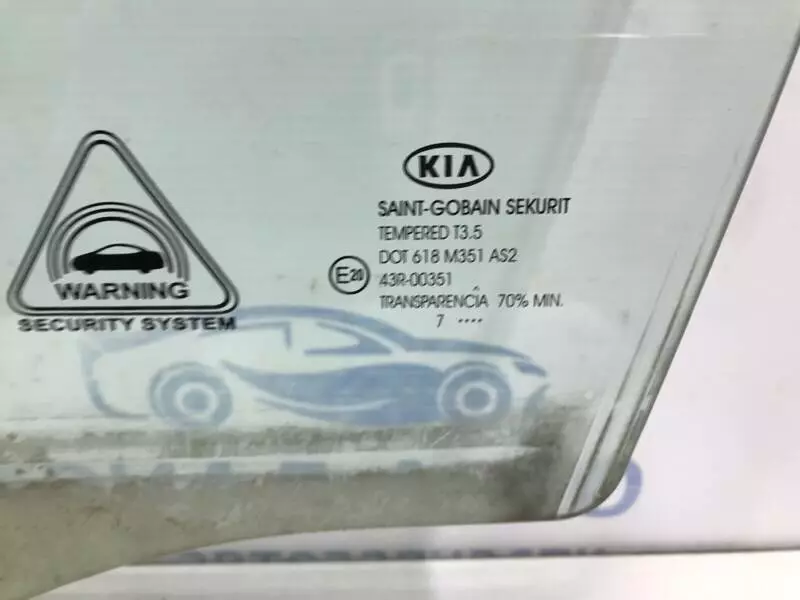 KIA
SAINT-GOBAIN SEKURIT
TEMPERED T3.5
DOT 618 M351 AS2
E20
43R-00351
TRANSPARENCIA 70% MIN.
7 ....
WARNING
SECURITY SYSTEM